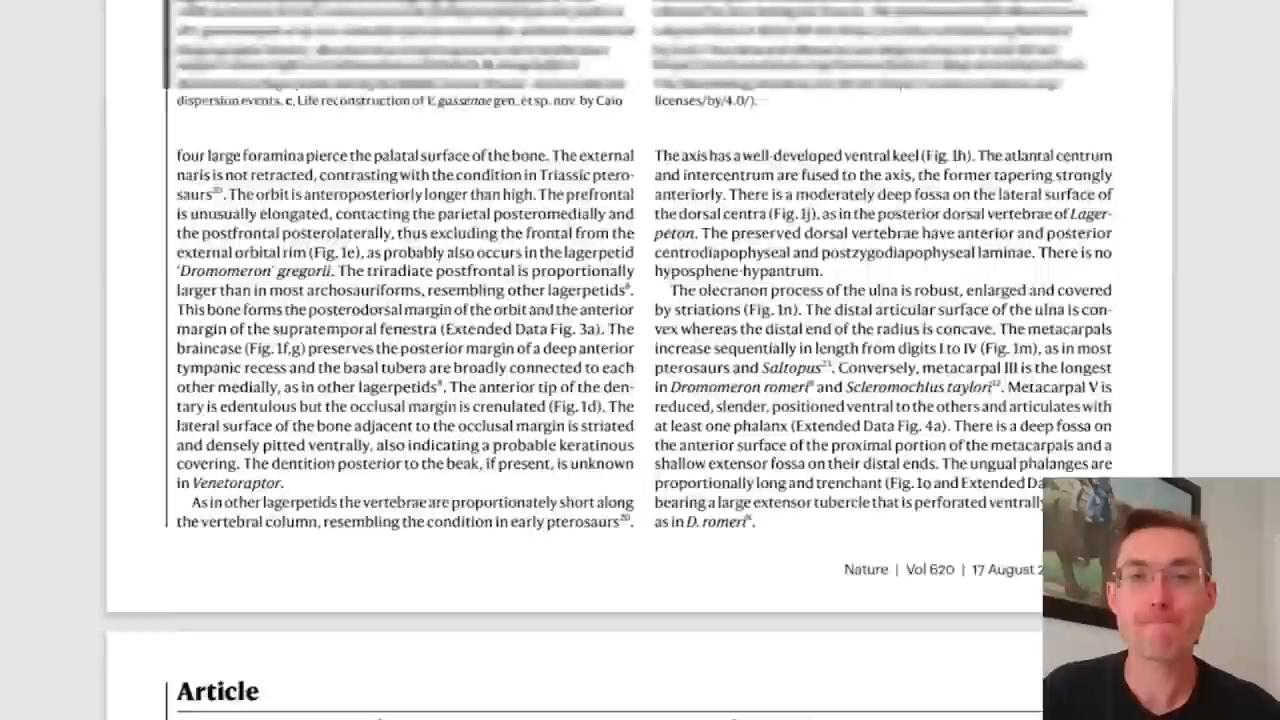 dispersion events. c, Life reconstruction of V. gassenae gen. et sp. nov. by Caio
four large foramina pierce the palatal surface of the bone. The external
naris is not retracted, contrasting with the condition in Triassic ptero-
saurs20. The orbit is anteroposteriorly longer than high. The prefrontal
is unusually elongated, contacting the parietal posteromedially and
the postfrontal posterolaterally, thus excluding the frontal from the
external orbital rim (Fig. 1e), as probably also occurs in the lagerpetid
'Dromomeron' gregorii. The triradiate postfrontal is proportionally
larger than in most archosauriforms, resembling other lagerpetids8.
This bone forms the posterodorsal margin of the orbit and the anterior
margin of the supratemporal fenestra (Extended Data Fig. 3a). The
braincase (Fig. 1f,g) preserves the posterior margin of a deep anterior
tympanic recess and the basal tubera are broadly connected to each
other medially, as in other lagerpetids8. The anterior tip of the den-
tary is edentulous but the occlusal margin is crenulated (Fig. 1d). The
lateral surface of the bone adjacent to the occlusal margin is striated
and densely pitted ventrally, also indicating a probable keratinous
covering. The dentition posterior to the beak, if present, is unknown
in Venetoraptor.
As in other lagerpetids the vertebrae are proportionately short along
the vertebral column, resembling the condition in early pterosaurs20.
licenses/by/4.0/).
The axis has a well-developed ventral keel (Fig. 1h). The atlantal centrum
and intercentrum are fused to the axis, the former tapering strongly
anteriorly. There is a moderately deep fossa on the lateral surface of
the dorsal centra (Fig. 1j), as in the posterior dorsal vertebrae of Lager-
peton. The preserved dorsal vertebrae have anterior and posterior
centrodiapophyseal and postzygodiapophyseal laminae. There is no
hyposphene-hypantrum.
The olecranon process of the ulna is robust, enlarged and covered
by striations (Fig. 1n). The distal articular surface of the ulna is con-
vex whereas the distal end of the radius is concave. The metacarpals
increase sequentially in length from digits I to IV (Fig. 1m), as in most
pterosaurs and Saltopus21. Conversely, metacarpal III is the longest
in Dromomeron romeri8 and Scleromochlus taylori12. Metacarpal V is
reduced, slender, positioned ventral to the others and articulates with
at least one phalanx (Extended Data Fig. 4a). There is a deep fossa on
the anterior surface of the proximal portion of the metacarpals and a
shallow extensor fossa on their distal ends. The ungual phalanges are
proportionally long and trenchant (Fig. 1o and Extended Da
bearing a large extensor tubercle that is perforated ventrally
as in D. romeri8.
Nature | Vol 620 | 17 August 2
Article